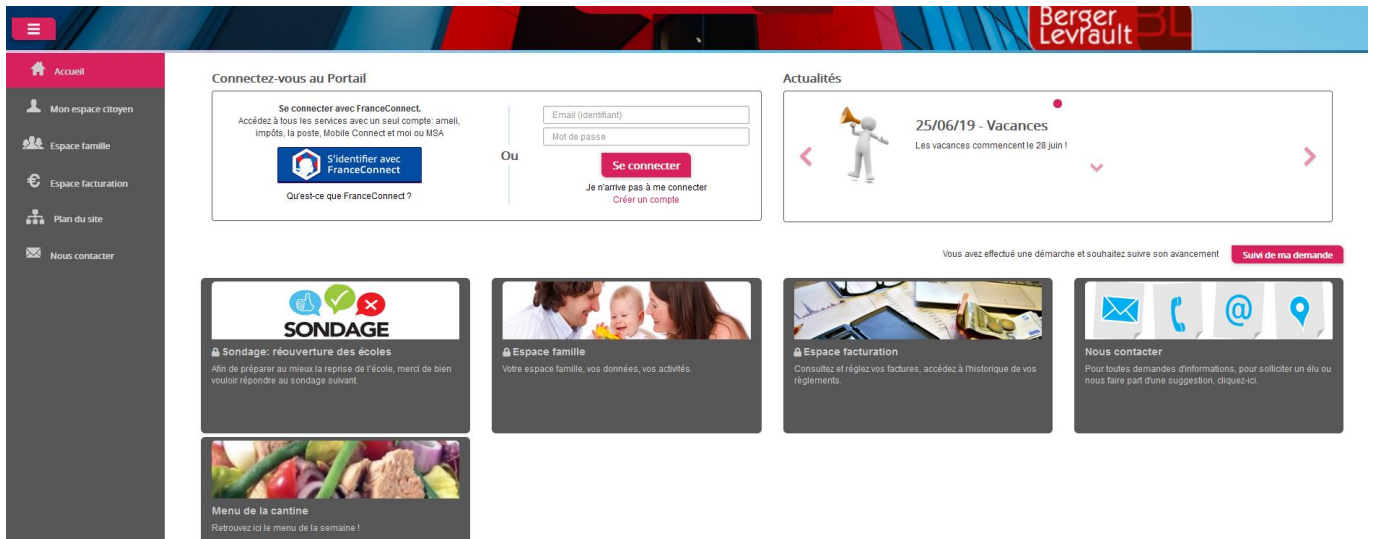 Berger
Levrault
BL
Accueil
Mon espace citoyen
Espace famille
Espace facturation
Plan du site
Nous contacter
Connectez-vous au Portail
Se connecter avec FranceConnect.
Accédez à tous les services avec un seul compte: ameli,
impôts, la poste, Mobile Connect et moi ou MSA
S'identifier avec
FranceConnect
Qu'est-ce que FranceConnect ?
Ou
Email (identifiant)
Mot de passe
Se connecter
Je n'arrive pas à me connecter
Créer un compte
Actualités
25/06/19 - Vacances
Les vacances commencent le 28 juin !
Vous avez effectué une démarche et souhaitez suivre son avancement
Suivi de ma demande
SONDAGE
Sondage: réouverture des écoles
Afin de préparer au mieux la reprise de l'école, merci de bien
vouloir répondre au sondage suivant.
Espace famille
Votre espace famille, vos données, vos activités.
Espace facturation
Consultez et réglez vos factures, accédez à l'historique de vos
règlements.
@
Nous contacter
Pour toutes demandes d'informations, pour solliciter un élu ou
nous faire part d'une suggestion, cliquez-ici.
Menu de la cantine
Retrouvez ici le menu de la semaine !